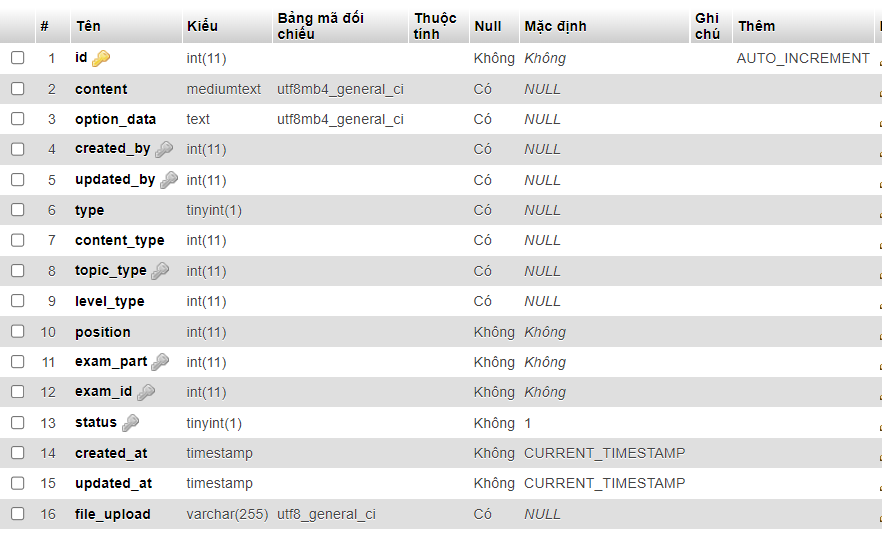 # Tên Kiểu Bảng mã đối chiếu Thuộc tính Null Mặc định Ghi chú Thêm
1 id int(11) Không Không AUTO_INCREMENT
2 content mediumtext utf8mb4_general_ci Có NULL
3 option_data text utf8mb4_general_ci Có NULL
4 created_by int(11) Có NULL
5 updated_by int(11) Có NULL
6 type tinyint(1) Có NULL
7 content_type int(11) Có NULL
8 topic_type int(11) Có NULL
9 level_type int(11) Có NULL
10 position int(11) Không Không
11 exam_part int(11) Không Không
12 exam_id int(11) Không Không
13 status tinyint(1) Không 1
14 created_at timestamp Không CURRENT_TIMESTAMP
15 updated_at timestamp Không CURRENT_TIMESTAMP
16 file_upload varchar(255) utf8_general_ci Có NULL